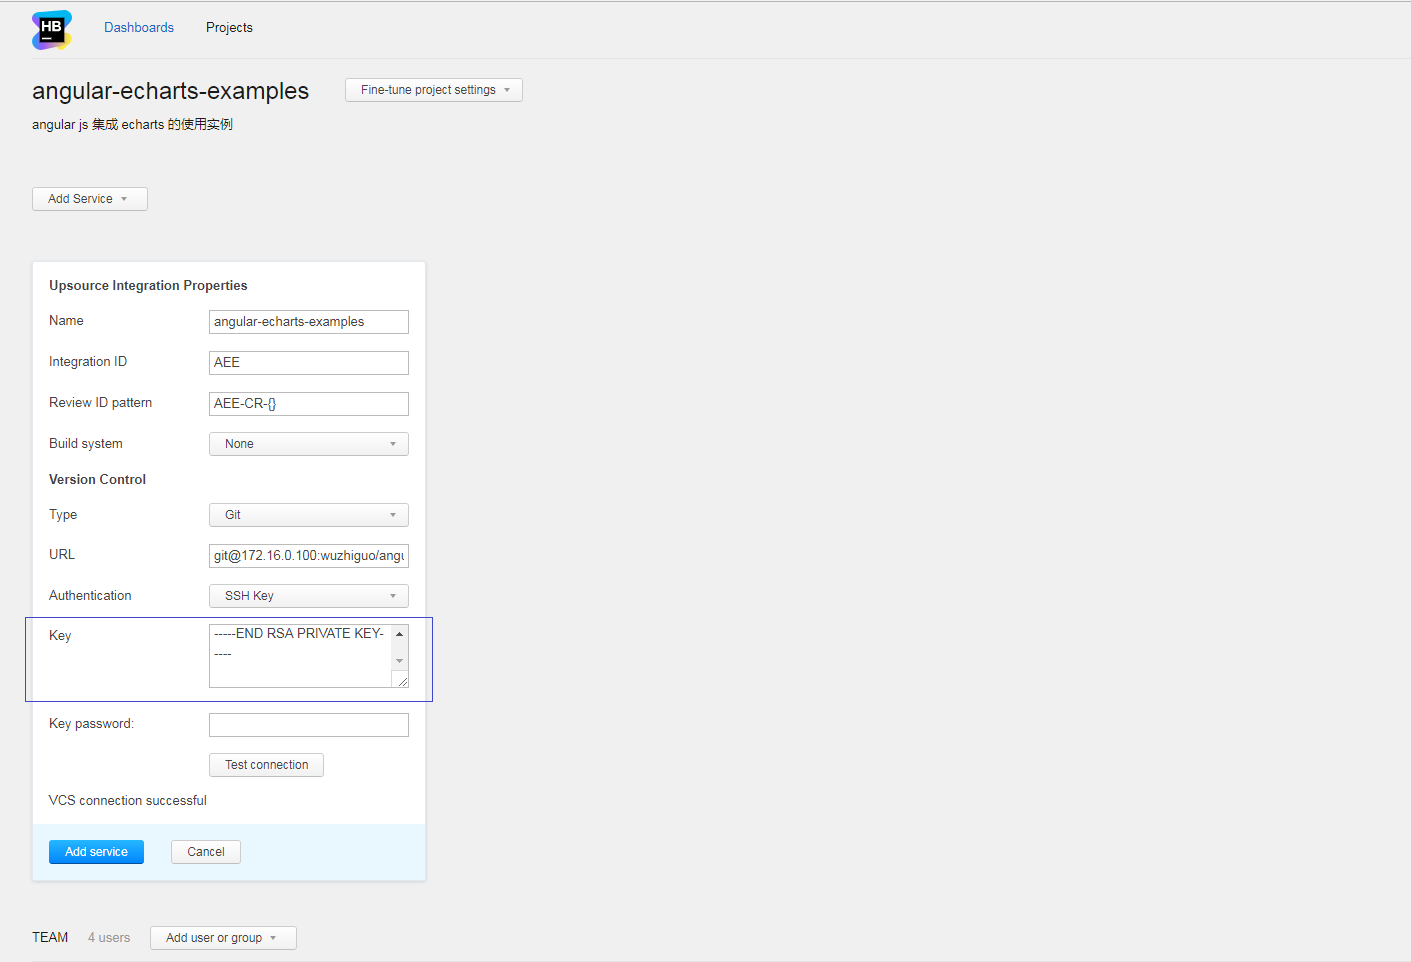 HB
Dashboards Projects
angular-echarts-examples Fine-tune project settings
angular js 集成 echarts 的使用实例
Add Service
Upsource Integration Properties
Name angular-echarts-examples
Integration ID AEE
Review ID pattern AEE-CR-{}
Build system None
Version Control
Type Git
URL git@172.16.0.100:wuzhiguo/angu
Authentication SSH Key
Key -----END RSA PRIVATE KEY-
----
Key password:
Test connection
VCS connection successful
Add service Cancel
TEAM 4 users Add user or group